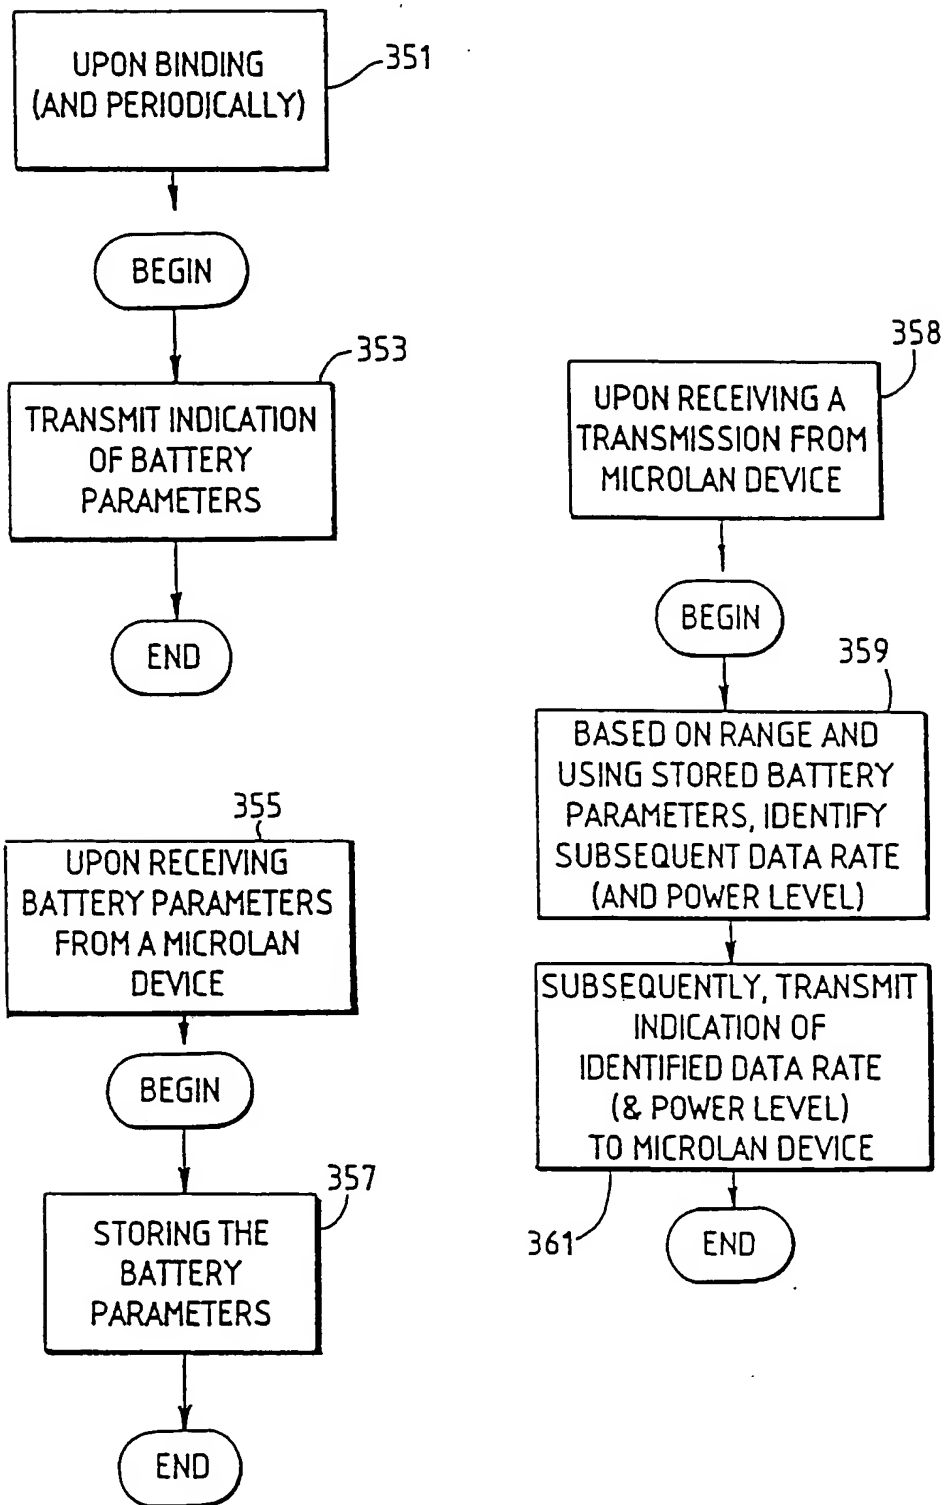 UPON BINDING
(AND PERIODICALLY)
351
BEGIN
353
TRANSMIT INDICATION
OF BATTERY
PARAMETERS
END
355
UPON RECEIVING
BATTERY PARAMETERS
FROM A MICROLAN
DEVICE
BEGIN
357
STORING THE
BATTERY
PARAMETERS
END
358
UPON RECEIVING A
TRANSMISSION FROM
MICROLAN DEVICE
BEGIN
359
BASED ON RANGE AND
USING STORED BATTERY
PARAMETERS, IDENTIFY
SUBSEQUENT DATA RATE
(AND POWER LEVEL)
SUBSEQUENTLY, TRANSMIT
INDICATION OF
IDENTIFIED DATA RATE
(& POWER LEVEL)
TO MICROLAN DEVICE
361
END